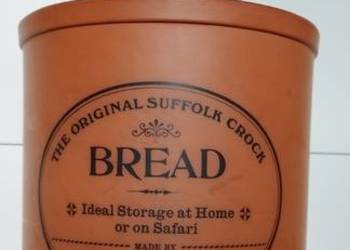 THE ORIGINAL SUFFOLK CROCK
BREAD
Ideal Storage at Home
or on Safari
MADE BY